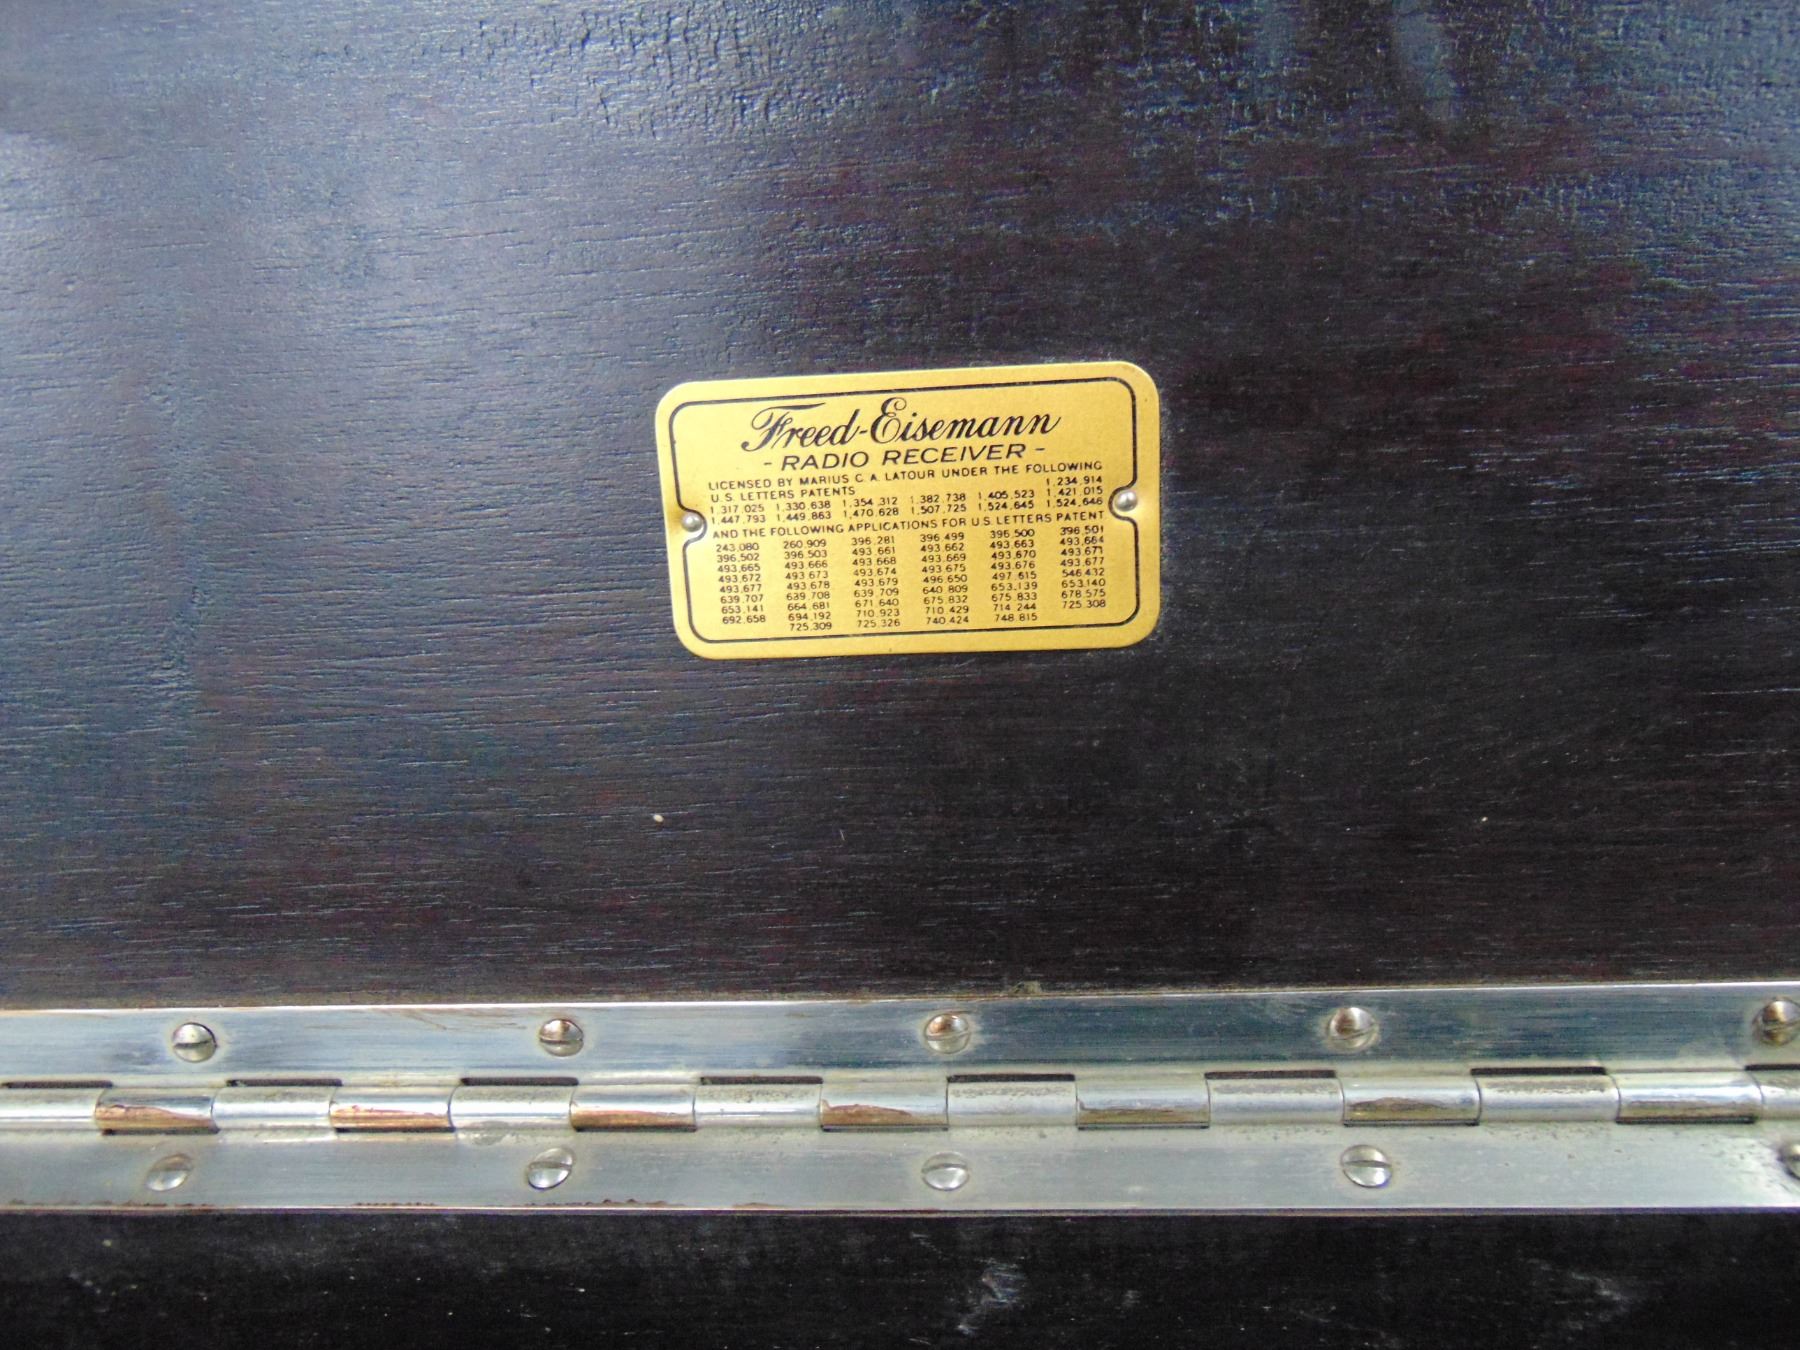 Freed-Eisemann
- RADIO RECEIVER -
LICENSED BY MARIUS C. A. LATOUR UNDER THE FOLLOWING
U.S. LETTERS PATENTS 1,234,914
1,317,025 1,330,638 1,354,312 1,382,738 1,405,523 1,421,015
1,447,793 1,449,863 1,470,628 1,507,725 1,524,645 1,524,646
AND THE FOLLOWING APPLICATIONS FOR U.S. LETTERS PATENT
243,080 260,909 396,281 396,499 396,500 396,501
396,502 396,503 493,661 493,662 493,663 493,664
493,665 493,666 493,668 493,669 493,670 493,671
493,672 493,673 493,674 493,675 493,676 493,677
493,677 493,678 493,679 496,650 497,615 546,432
639,707 639,708 639,709 640,809 653,139 653,140
653,141 664,681 671,640 675,832 675,833 678,575
692,658 694,192 710,923 710,429 714,244 725,308
725,309 725,326 740,424 748,815